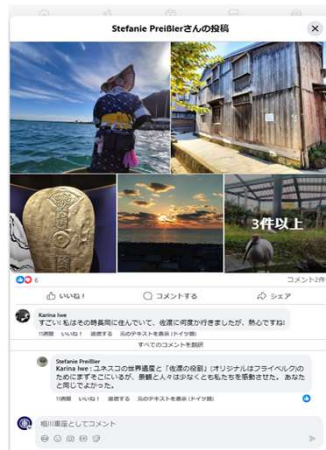 Stefanie Preißlerさんの投稿
3件以上
6
コメント2件
いいね！
コメントする
シェア
Karina Iwe
すごい! 私はその時長岡に住んでいて、佐渡に何度か行きましたが、熱心ですね!
11週間 いいね！ 返信する 元のテキストを表示 (ドイツ語)
すべてのコメントを翻訳
Stefanie Preißler
Karina Iwe : ユネスコの世界遺産と「佐渡の役割」(オリジナルはフライベルク)の
ためにまずそこにいるが、景観と人々は少なくとも私たちを感動させた。 あなた
と同じでよかった。
11週間 いいね！ 返信する 元のテキストを表示 (ドイツ語)
相川車座としてコメント